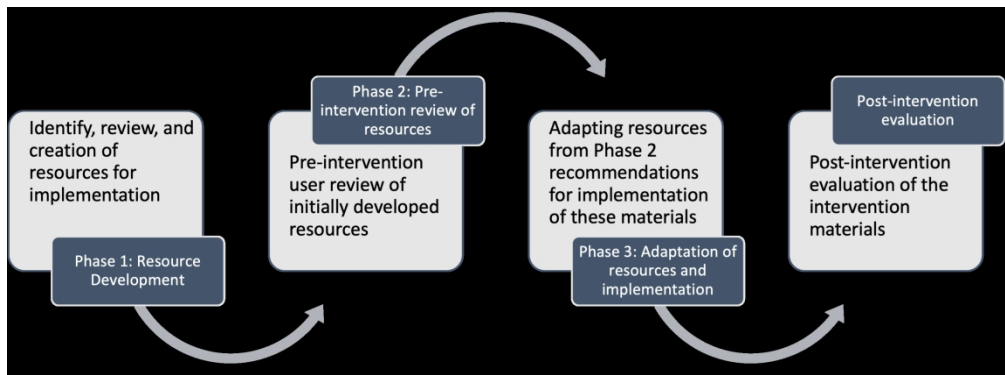 Identify, review, and
creation of
resources for
implementation
Phase 1: Resource
Development
Phase 2: Pre-
intervention review of
resources
Pre-intervention
user review of
initially developed
resources
Adapting resources
from Phase 2
recommendations
for implementation
of these materials
Phase 3: Adaptation of
resources and
implementation
Post-intervention
evaluation
Post-intervention
evaluation of the
intervention
materials